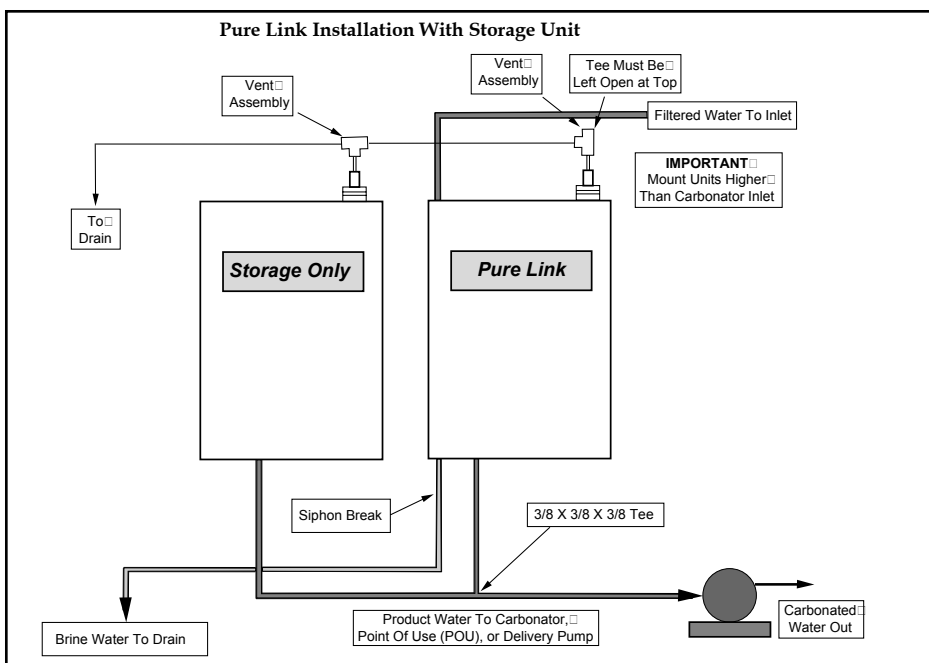 Pure Link Installation With Storage Unit
Vent□
Assembly
Vent□
Assembly
Tee Must Be□
Left Open at Top
Filtered Water To Inlet
IMPORTANT□
Mount Units Higher□
Than Carbonator Inlet
To□
Drain
Storage Only
Pure Link
Siphon Break
3/8 X 3/8 X 3/8 Tee
Brine Water To Drain
Product Water To Carbonator,□
Point Of Use (POU), or Delivery Pump
Carbonated□
Water Out